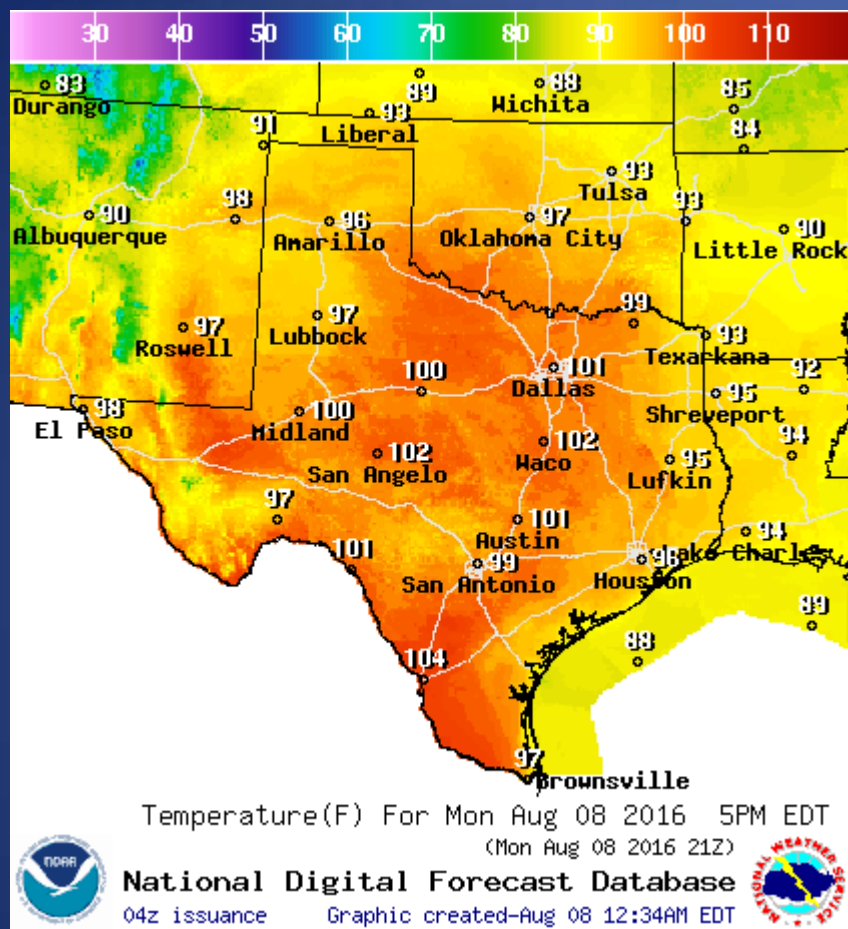 30 40 50 60 70 80 90 100 110
83
Durango
89
88
Wichita
85
93
Liberal
84
91
93
Tulsa
90
Albuquerque
98
96
Amarillo
97
Oklahoma City
93
90
Little Rock
97
Roswell
97
Lubbock
99
93
Texarkana
101
Dallas
100
95
Shreveport
92
98
El Paso
100
Midland
102
San Angelo
102
Waco
95
Lufkin
94
97
101
Austin
94
Lake Charles
101
99
San Antonio
96
Houston
89
88
104
97
Brownsville
Temperature(F) For Mon Aug 08 2016 5PM EDT
(Mon Aug 08 2016 21Z)
NOAA
National Digital Forecast Database
04z issuance Graphic created-Aug 08 12:34AM EDT
NATIONAL WEATHER SERVICE